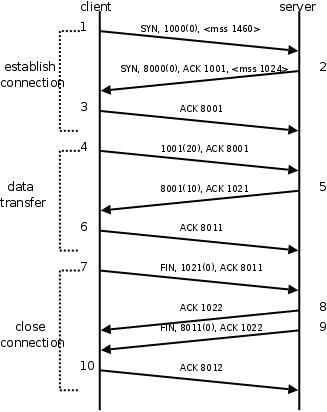 client server
1 SYN, 1000(0), <mss 1460>
SYN, 8000(0), ACK 1001, <mss 1024> 2
establish
connection
3 ACK 8001
4 1001(20), ACK 8001
data
transfer
8001(10), ACK 1021 5
6 ACK 8011
7 FIN, 1021(0), ACK 8011
ACK 1022 8
close
connection
FIN, 8011(0), ACK 1022 9
10 ACK 8012